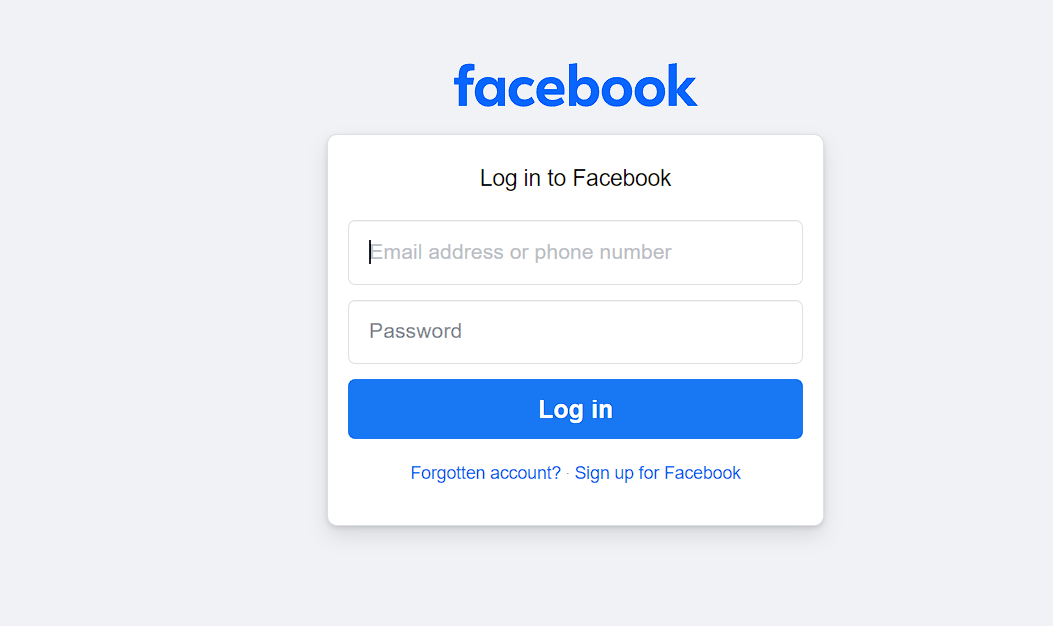 facebook
Log in to Facebook
Email address or phone number
Password
Log in
Forgotten account? · Sign up for Facebook